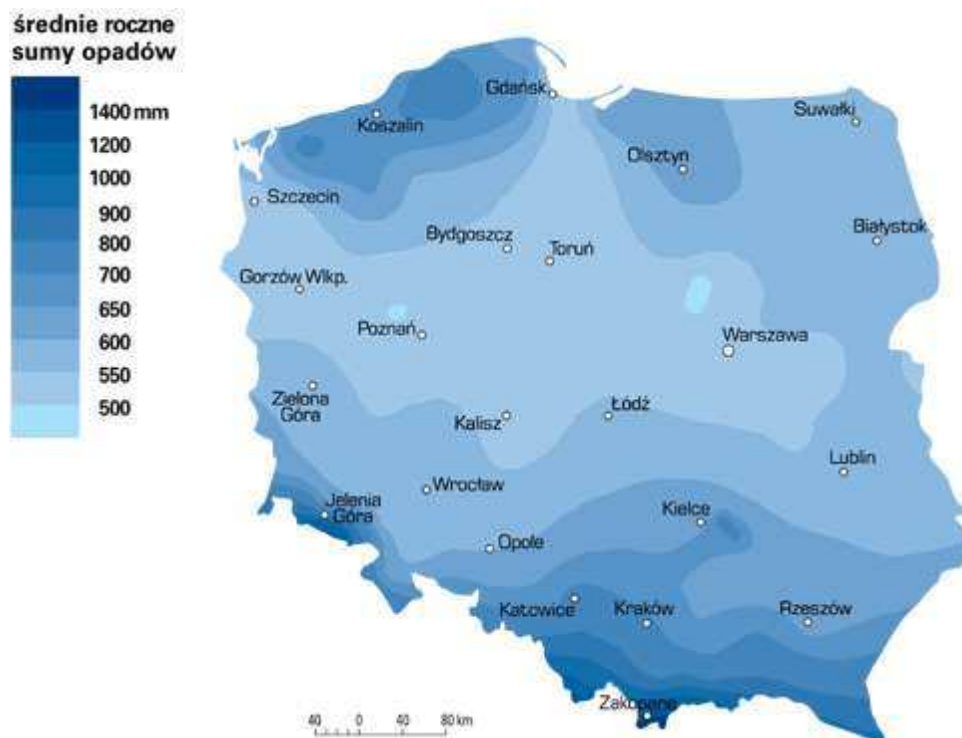 średnie roczne
sumy opadów
1400 mm
1200
1000
900
800
700
650
600
550
500
Gdańsk
Koszalin
Suwałki
Olsztyn
Szczecin
Białystok
Bydgoszcz
Toruń
Gorzów Wlkp.
Poznań
Warszawa
Zielona
Góra
Kalisz
Łódź
Lublin
Wrocław
Jelenia
Góra
Kielce
Opole
Katowice
Kraków
Rzeszów
Zakopane
40 0 40 80 km